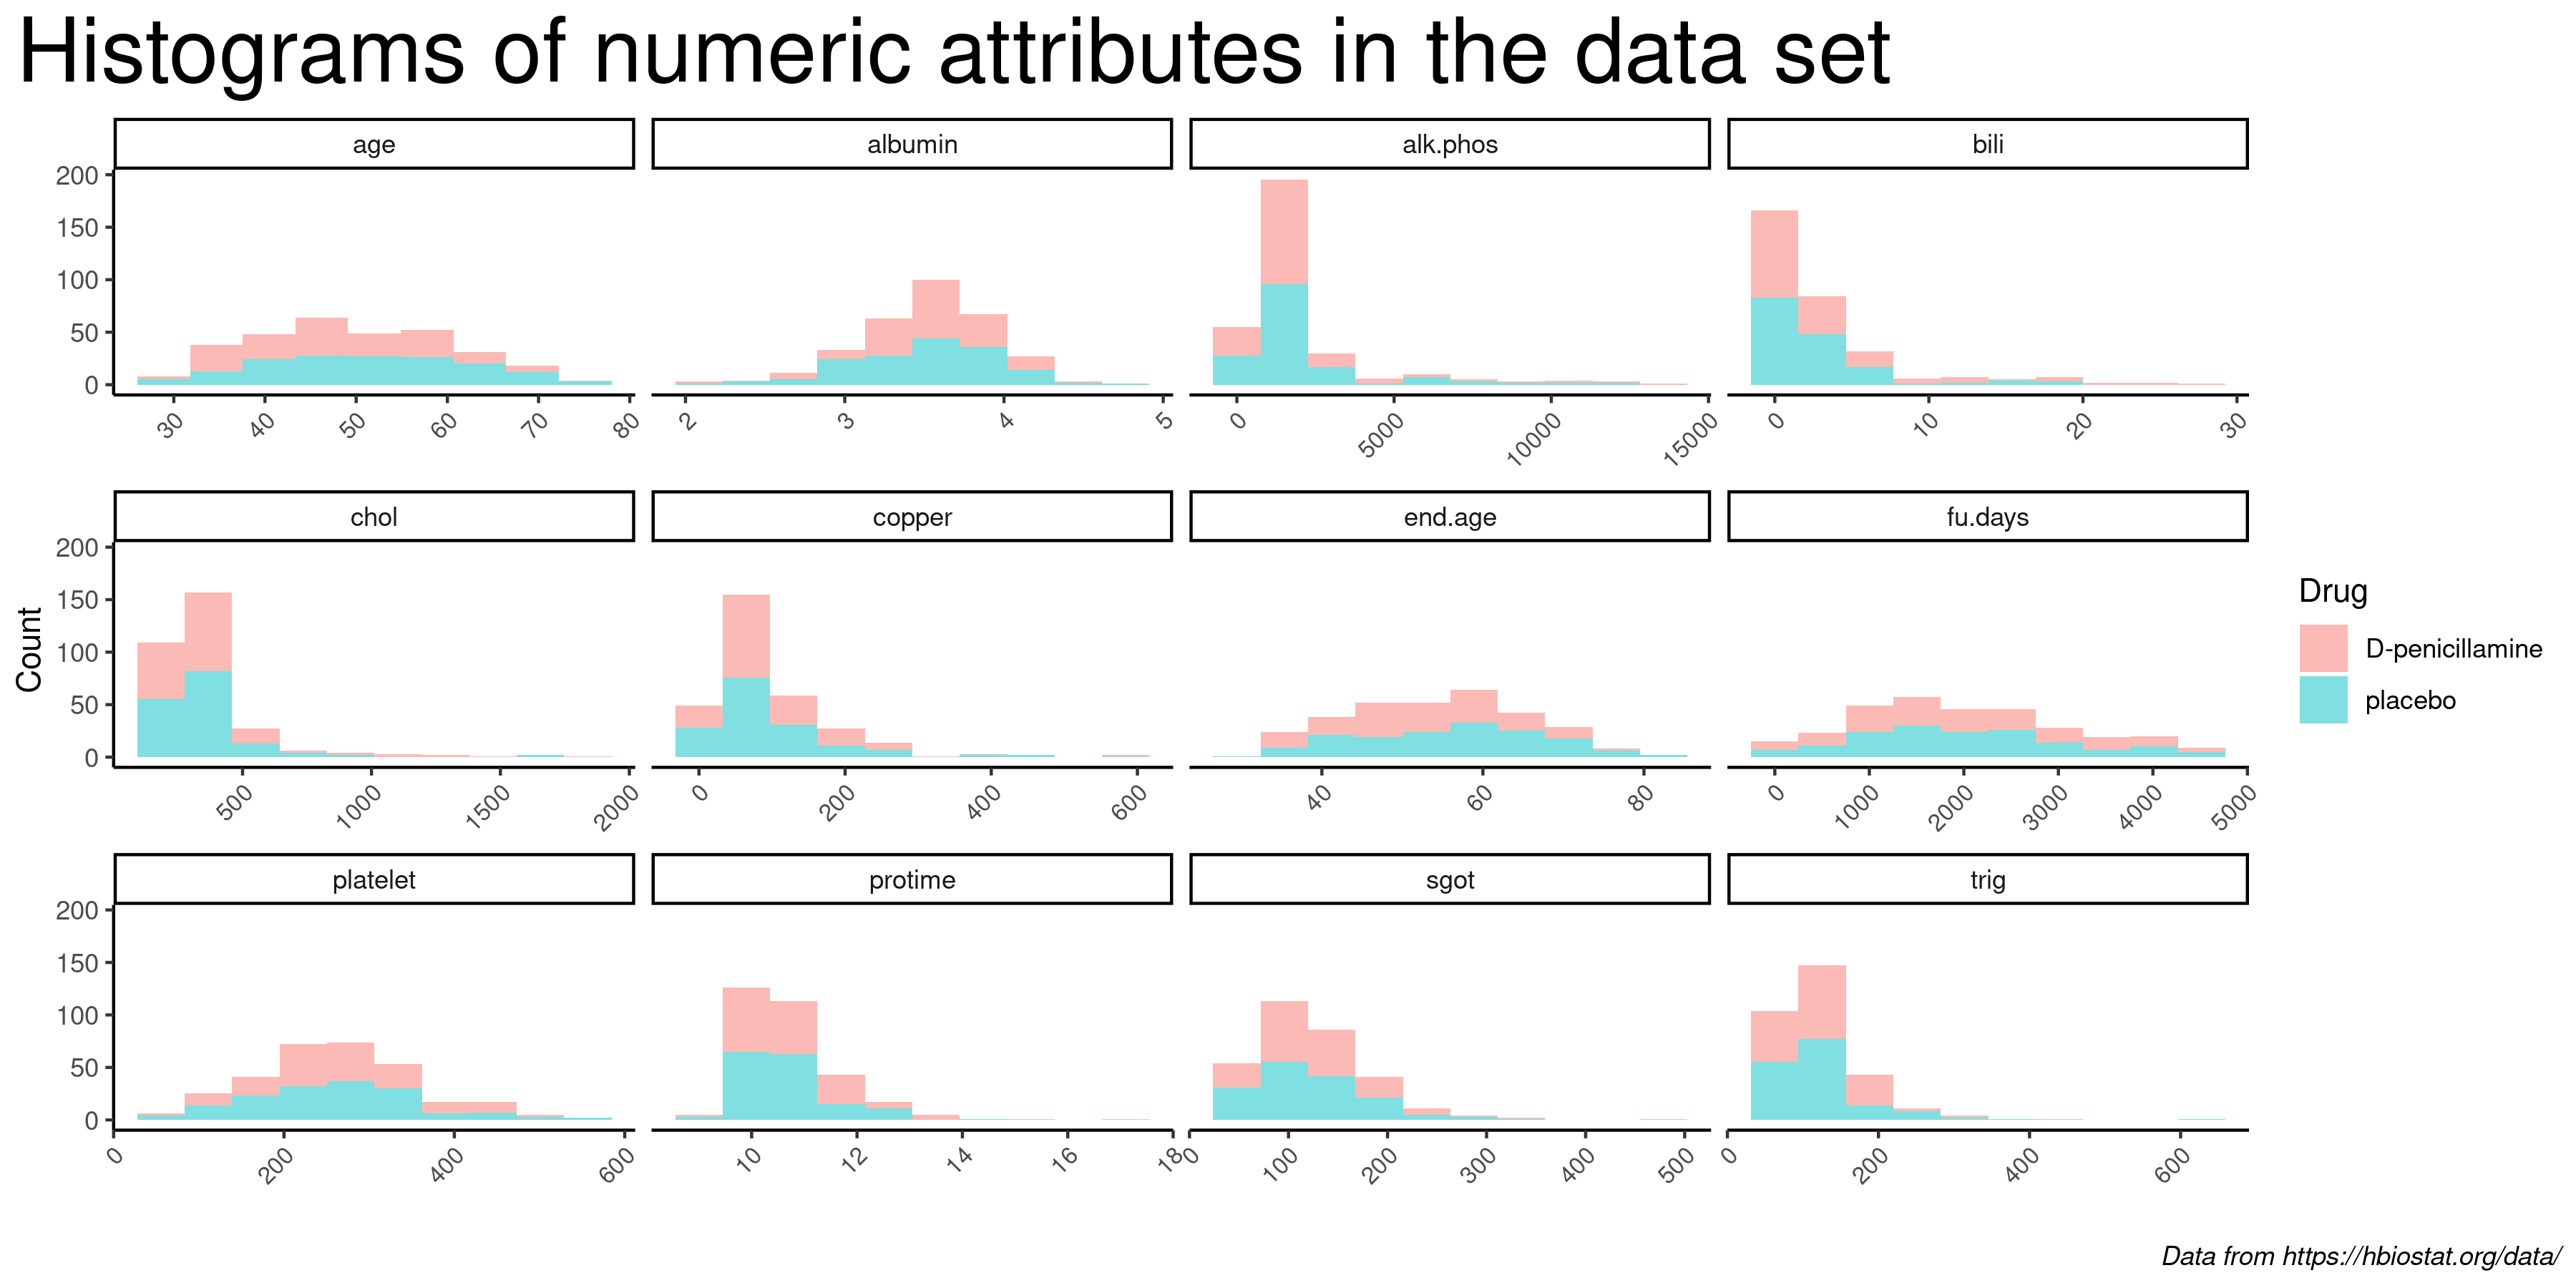 Histograms of numeric attributes in the data set
age albumin alk.phos bili
200
150
100
50
0
30 40 50 60 70 80 2 3 4 5 0 5000 10000 15000 0 10 20 30
chol copper end.age fu.days
200
150
100
50
0
500 1000 1500 2000 0 200 400 600 40 60 80 0 1000 2000 3000 4000 5000
Count
platelet protime sgot trig
200
150
100
50
0
0 200 400 600 10 12 14 16 18 0 100 200 300 400 500 0 200 400 600
Drug
D-penicillamine
placebo
Data from https://hbiostat.org/data/